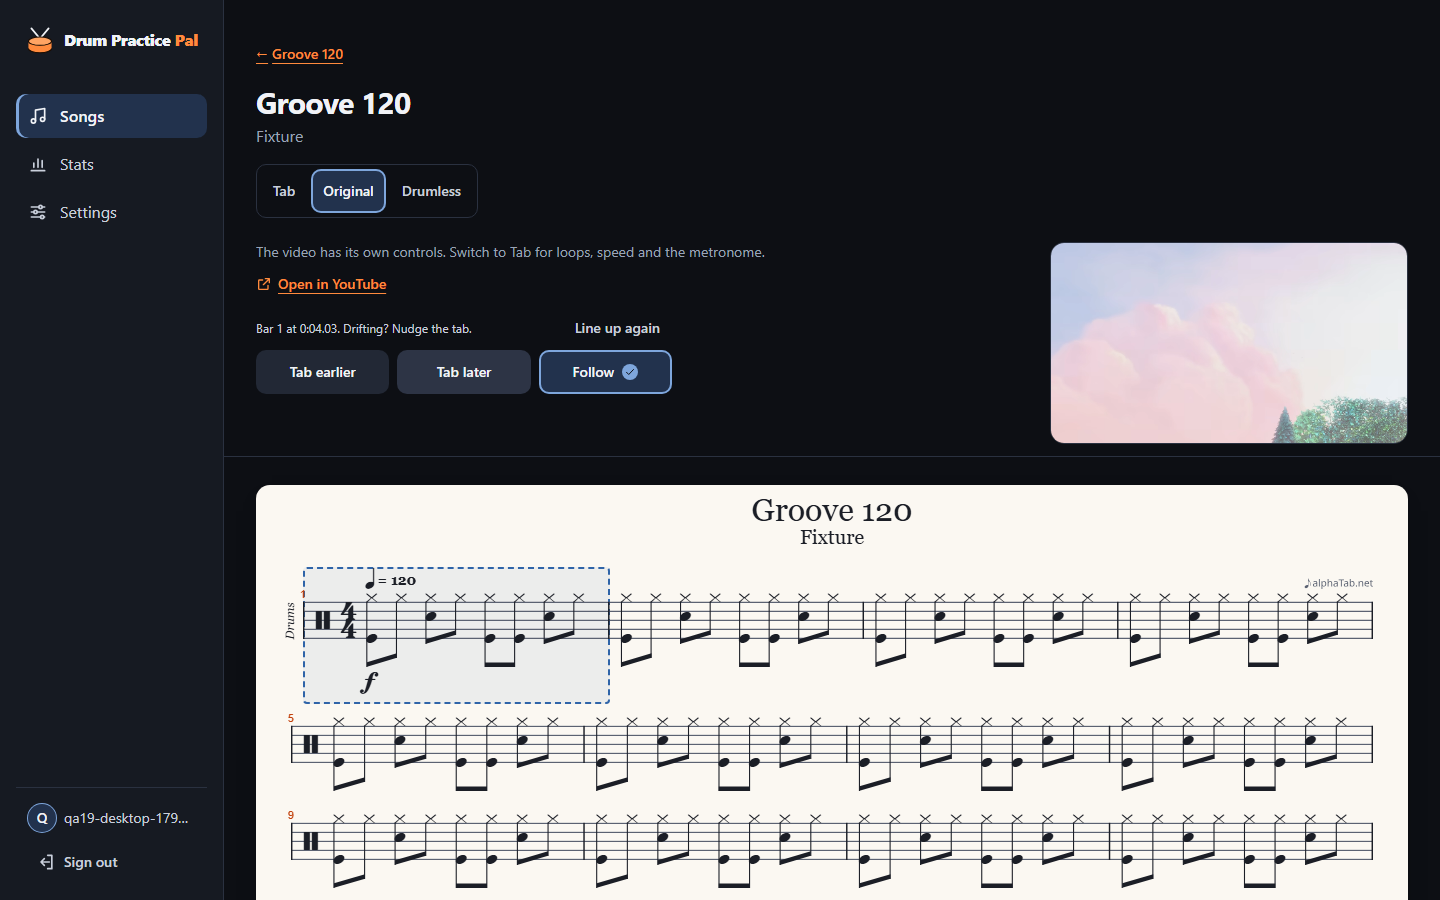 Drum Practice Pal
Songs
Stats
Settings
qa19-desktop-179...
Sign out
← Groove 120
Groove 120
Fixture
Tab Original Drumless
The video has its own controls. Switch to Tab for loops, speed and the metronome.
Open in YouTube
Bar 1 at 0:04.03. Drifting? Nudge the tab. Line up again
Tab earlier Tab later Follow
Groove 120
Fixture
= 120
alphaTab.net
1
Drums
4
4
f
5
9